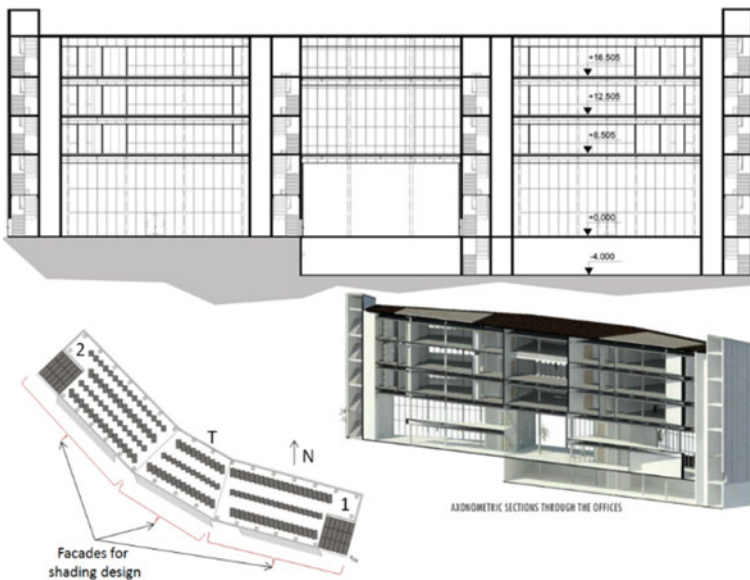 +16.505
+12.505
+8.505
+0.000
-4.000
2
T
N
1
Facades for
shading design
AXONOMETRIC SECTIONS THROUGH THE OFFICES